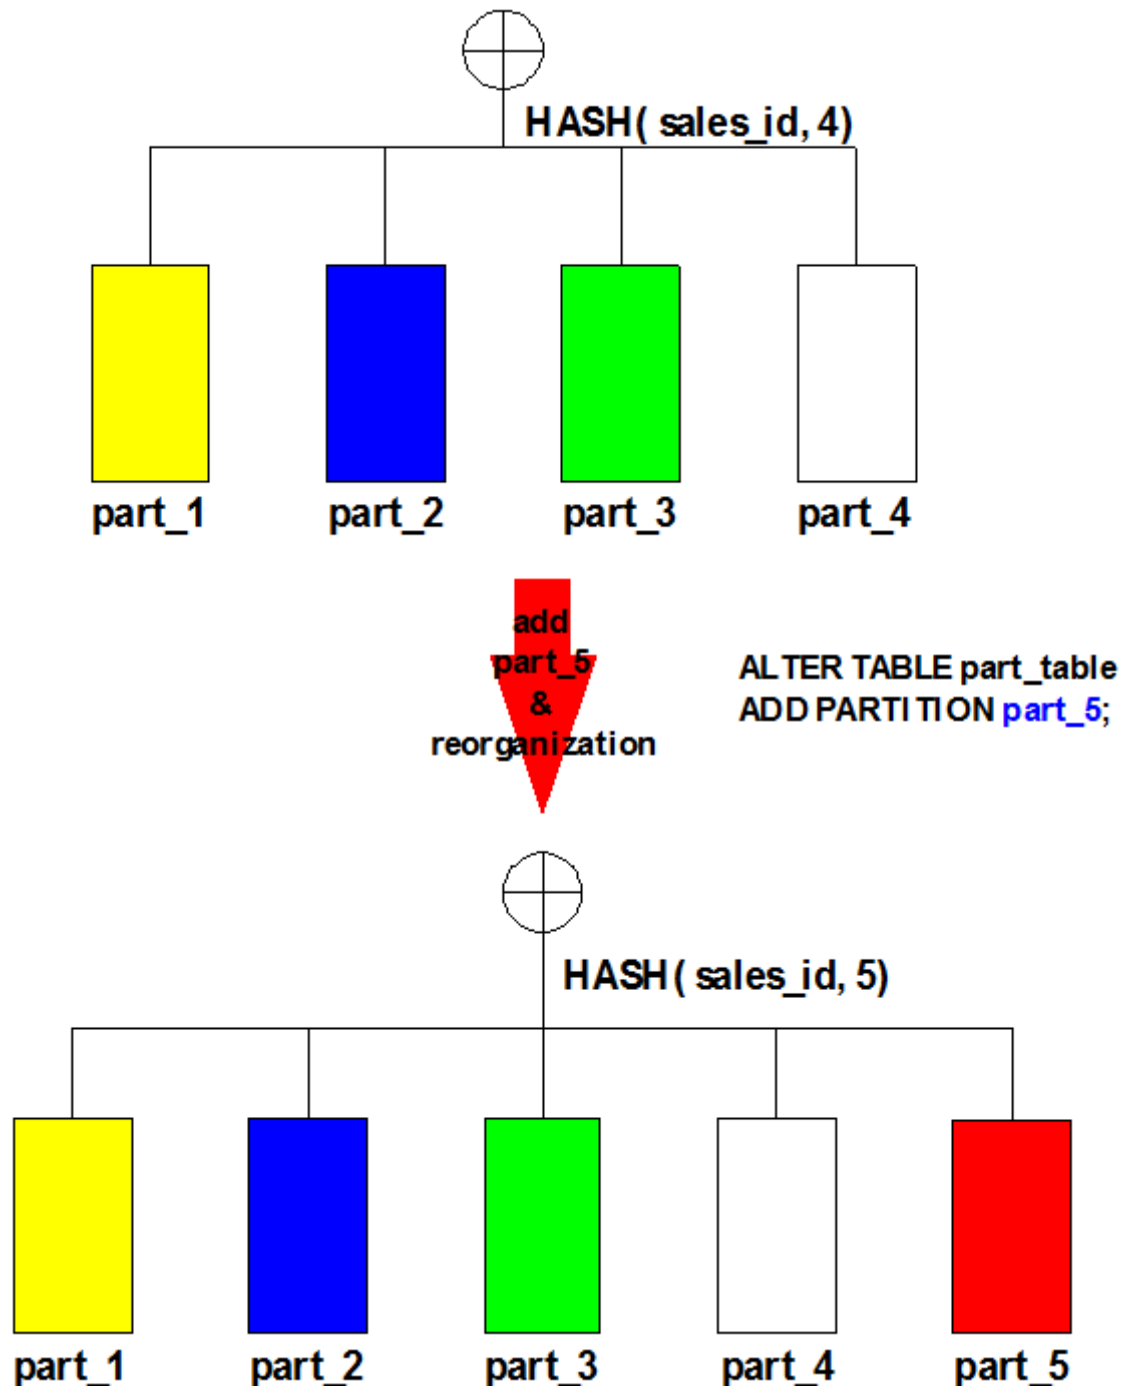 HASH( sales_id, 4)
part_1
part_2
part_3
part_4
add
part_5
&
reorganization
ALTER TABLE part_table
ADD PARTITION part_5;
HASH( sales_id, 5)
part_1
part_2
part_3
part_4
part_5